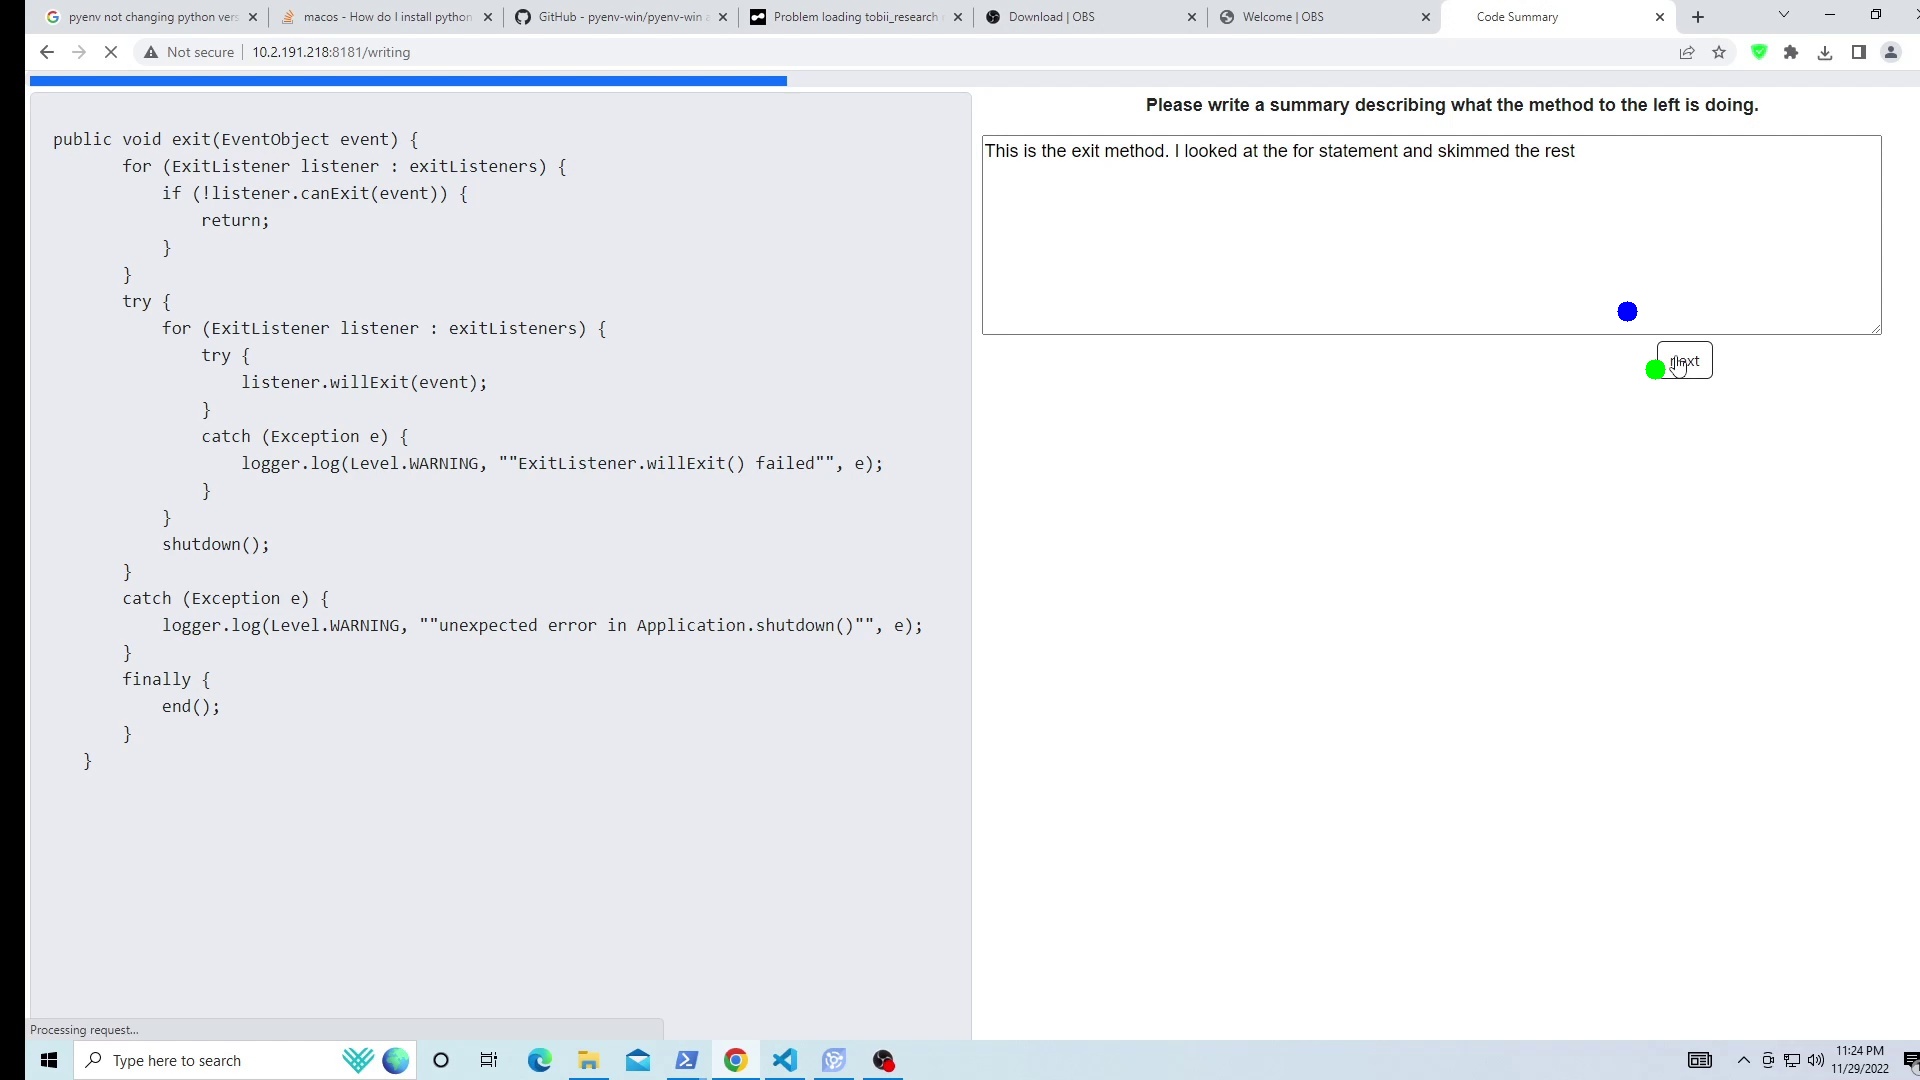 pyenv not changing python vers
macos - How do I install python
GitHub - pyenv-win/pyenv-win a
Problem loading tobii_research
Download | OBS
Welcome | OBS
Code Summary
Not secure
10.2.191.218:8181/writing
public void exit(EventObject event) {
for (ExitListener listener : exitListeners) {
if (!listener.canExit(event)) {
return;
}
}
try {
for (ExitListener listener : exitListeners) {
try {
listener.willExit(event);
}
catch (Exception e) {
logger.log(Level.WARNING, ""ExitListener.willExit() failed"", e);
}
}
shutdown();
}
catch (Exception e) {
logger.log(Level.WARNING, ""unexpected error in Application.shutdown()"", e);
}
finally {
end();
}
}
Please write a summary describing what the method to the left is doing.
This is the exit method. I looked at the for statement and skimmed the rest
next
Processing request...
Type here to search
11:24 PM
11/29/2022